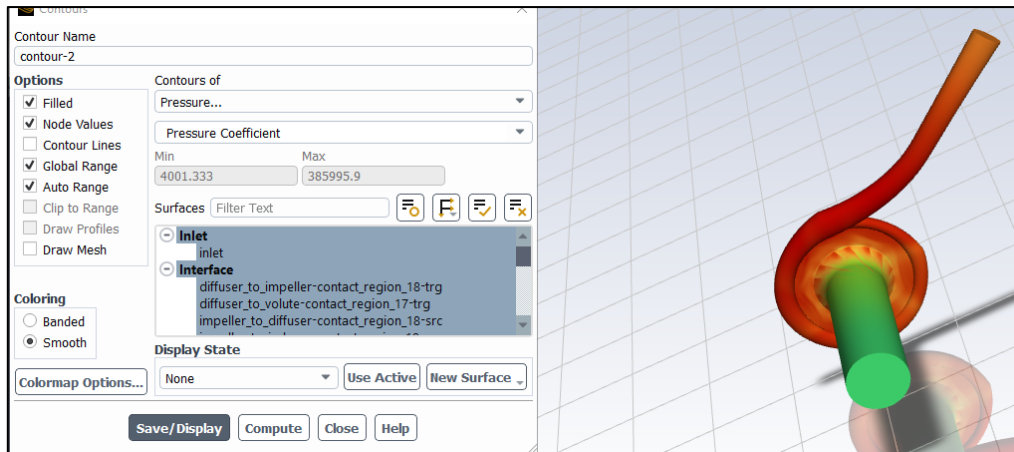 Contours
Contour Name
contour-2
Options
Filled
Node Values
Contour Lines
Global Range
Auto Range
Clip to Range
Draw Profiles
Draw Mesh
Coloring
Banded
Smooth
Colormap Options...
Contours of
Pressure...
Pressure Coefficient
Min Max
4001.333 385995.9
Surfaces Filter Text
Inlet
inlet
Interface
diffuser_to_impeller-contact_region_18-trg
diffuser_to_volute-contact_region_17-trg
impeller_to_diffuser-contact_region_18-src
Display State
None Use Active New Surface
Save/Display Compute Close Help